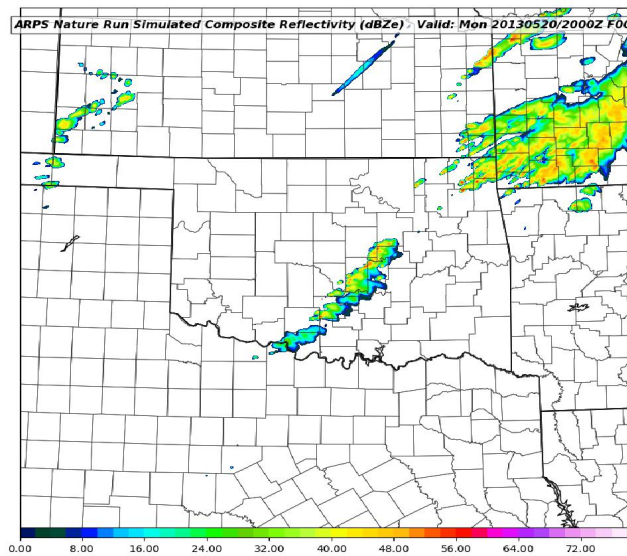 ARPS Nature Run Simulated Composite Reflectivity (dBZe) - Valid: Mon 20130520/2000Z F00
0.00 8.00 16.00 24.00 32.00 40.00 48.00 56.00 64.00 72.00